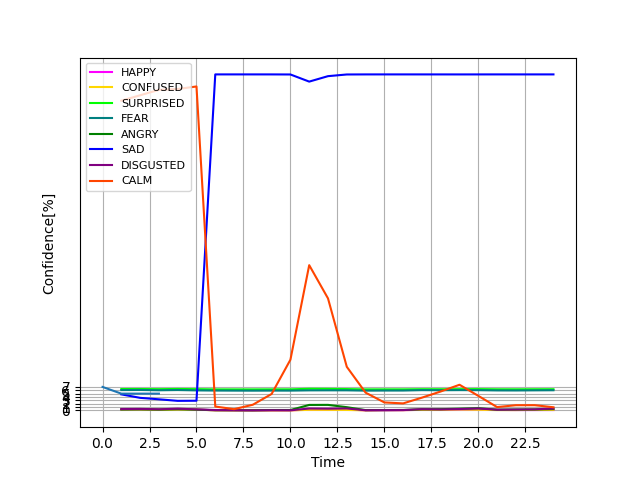 HAPPY
CONFUSED
SURPRISED
FEAR
ANGRY
SAD
DISGUSTED
CALM
Confidence[%]
7
0.0 2.5 5.0 7.5 10.0 12.5 15.0 17.5 20.0 22.5
Time